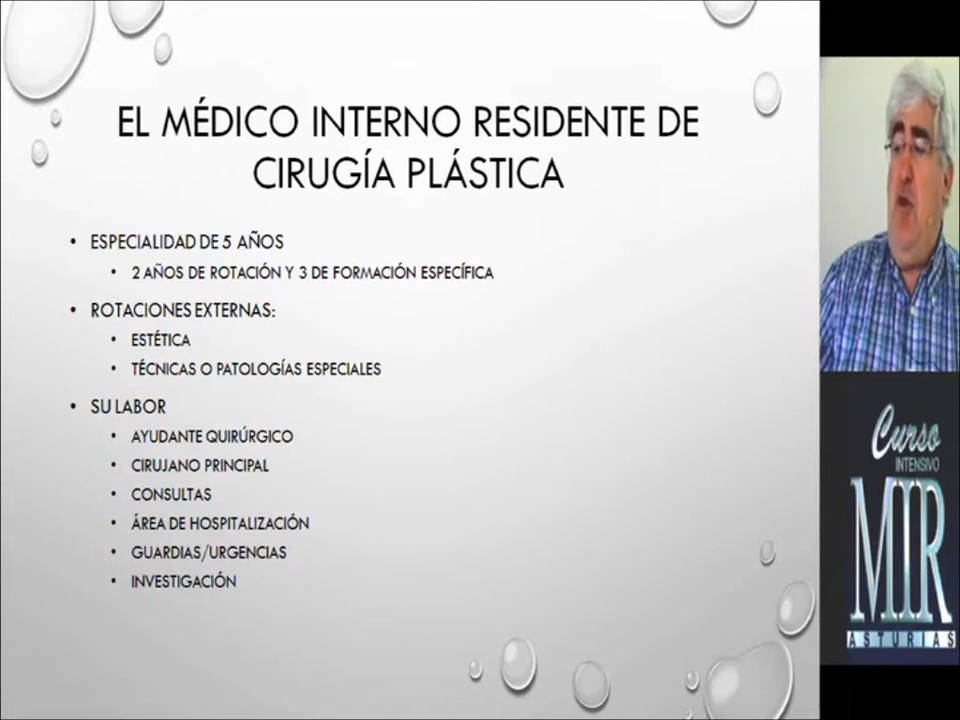 EL MÉDICO INTERNO RESIDENTE DE
CIRUGÍA PLÁSTICA
• ESPECIALIDAD DE 5 AÑOS
• 2 AÑOS DE ROTACIÓN Y 3 DE FORMACIÓN ESPECÍFICA
• ROTACIONES EXTERNAS:
• ESTÉTICA
• TÉCNICAS O PATOLOGÍAS ESPECIALES
• SU LABOR
• AYUDANTE QUIRÚRGICO
• CIRUJANO PRINCIPAL
• CONSULTAS
• ÁREA DE HOSPITALIZACIÓN
• GUARDIAS/URGENCIAS
• INVESTIGACIÓN
Curso
INTENSIVO
MIR
ASTURIAS